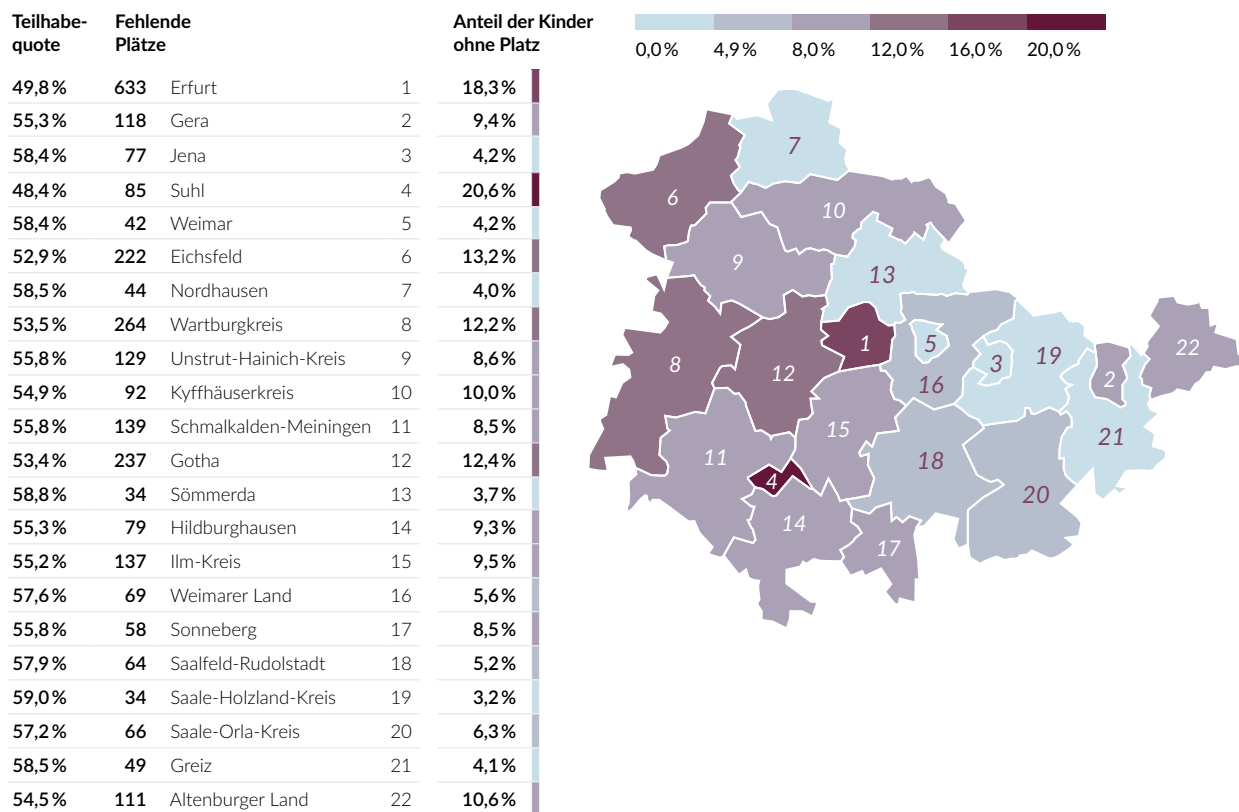 Teilhabe- Fehlende Anteil der Kinder
quote Plätze ohne Platz
0,0 % 4,9 % 8,0 % 12,0 % 16,0 % 20,0 %
49,8 % 633 Erfurt 1 18,3 %
55,3 % 118 Gera 2 9,4 %
58,4 % 77 Jena 3 4,2 %
48,4 % 85 Suhl 4 20,6 %
58,4 % 42 Weimar 5 4,2 %
52,9 % 222 Eichsfeld 6 13,2 %
58,5 % 44 Nordhausen 7 4,0 %
53,5 % 264 Wartburgkreis 8 12,2 %
55,8 % 129 Unstrut-Hainich-Kreis 9 8,6 %
54,9 % 92 Kyffhäuserkreis 10 10,0 %
55,8 % 139 Schmalkalden-Meiningen 11 8,5 %
53,4 % 237 Gotha 12 12,4 %
58,8 % 34 Sömmerda 13 3,7 %
55,3 % 79 Hildburghausen 14 9,3 %
55,2 % 137 Ilm-Kreis 15 9,5 %
57,6 % 69 Weimarer Land 16 5,6 %
55,8 % 58 Sonneberg 17 8,5 %
57,9 % 64 Saalfeld-Rudolstadt 18 5,2 %
59,0 % 34 Saale-Holzland-Kreis 19 3,2 %
57,2 % 66 Saale-Orla-Kreis 20 6,3 %
58,5 % 49 Greiz 21 4,1 %
54,5 % 111 Altenburger Land 22 10,6 %
7
6
10
9
13
1
5
3
19
22
8
12
16
2
15
21
11
18
4
20
14
17